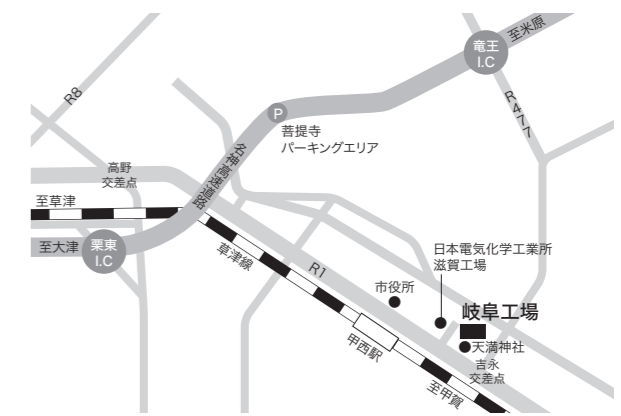 至米原
竜王
I.C
R8
R477
P
菩提寺
パーキングエリア
名神高速道路
高野
交差点
至草津
至大津
栗東
I.C
草津線
R1
日本電気化学工業所
滋賀工場
市役所
岐阜工場
天満神社
甲西駅
吉永
交差点
至甲賀